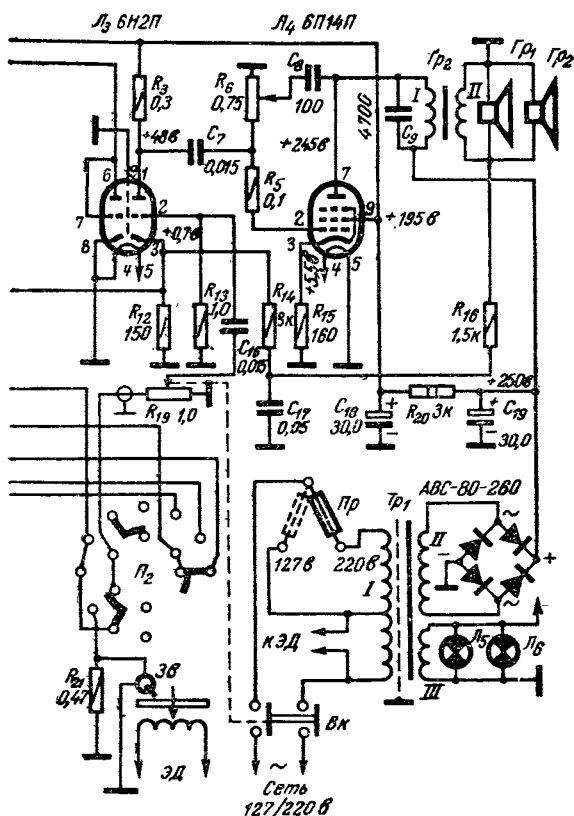 Л3 6Н2П
Л4 6П14П
R3
0,3
+48в
C7
0,015
R6
0,75
C8
100
+245в
4700
C9
Тр2
I
II
Гр1
Гр2
R5
0,1
6
9
1
7
2
8
3
4
5
+0,7в
7
2
9
3
4
5
+195в
+5,5в
R12
150
R13
1,0
C16
0,015
R14
8к
R15
160
R16
1,5к
R19 1,0
C17
0,05
C18
30,0
+
−
R20 3к
+250в
+
C19
−
30,0
П2
Пр
127в
220в
I
Тр1
АВС-80-260
II
~
−
+
~
III
Л5
Л6
кЭД
R21
0,47
Зв
ЭД
Вк
~
Сеть
127/220 в